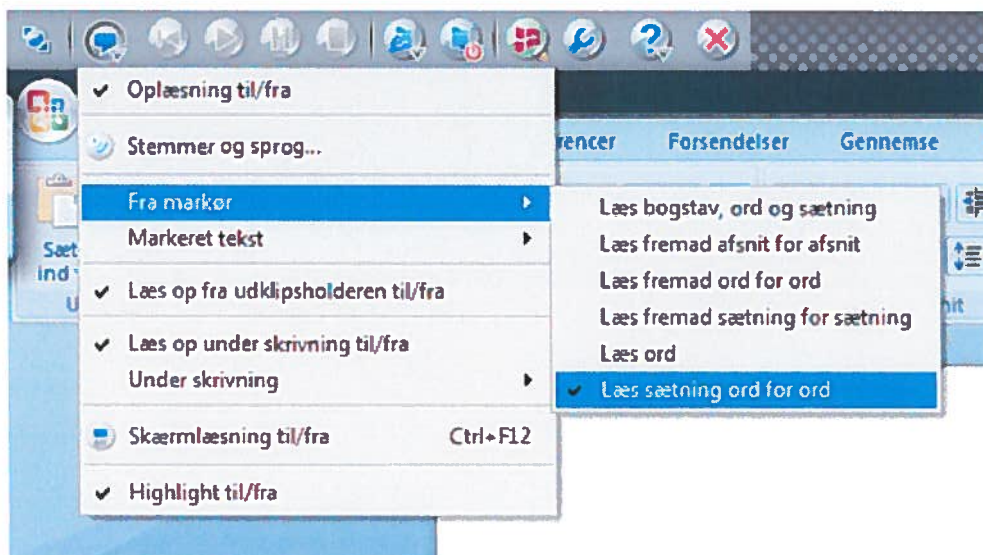 Oplæsning til/fra
Stemmer og sprog...
Fra markør
Markeret tekst
Læs op fra udklipsholderen til/fra
Læs op under skrivning til/fra
Under skrivning
Skærmlæsning til/fra Ctrl+F12
Highlight til/fra
rencer Forsendelser Gennemse
Læs bogstav, ord og sætning
Læs fremad afsnit for afsnit
Læs fremad ord for ord
Læs fremad sætning for sætning
Læs ord
Læs sætning ord for ord
Sæt
ind
U
nit